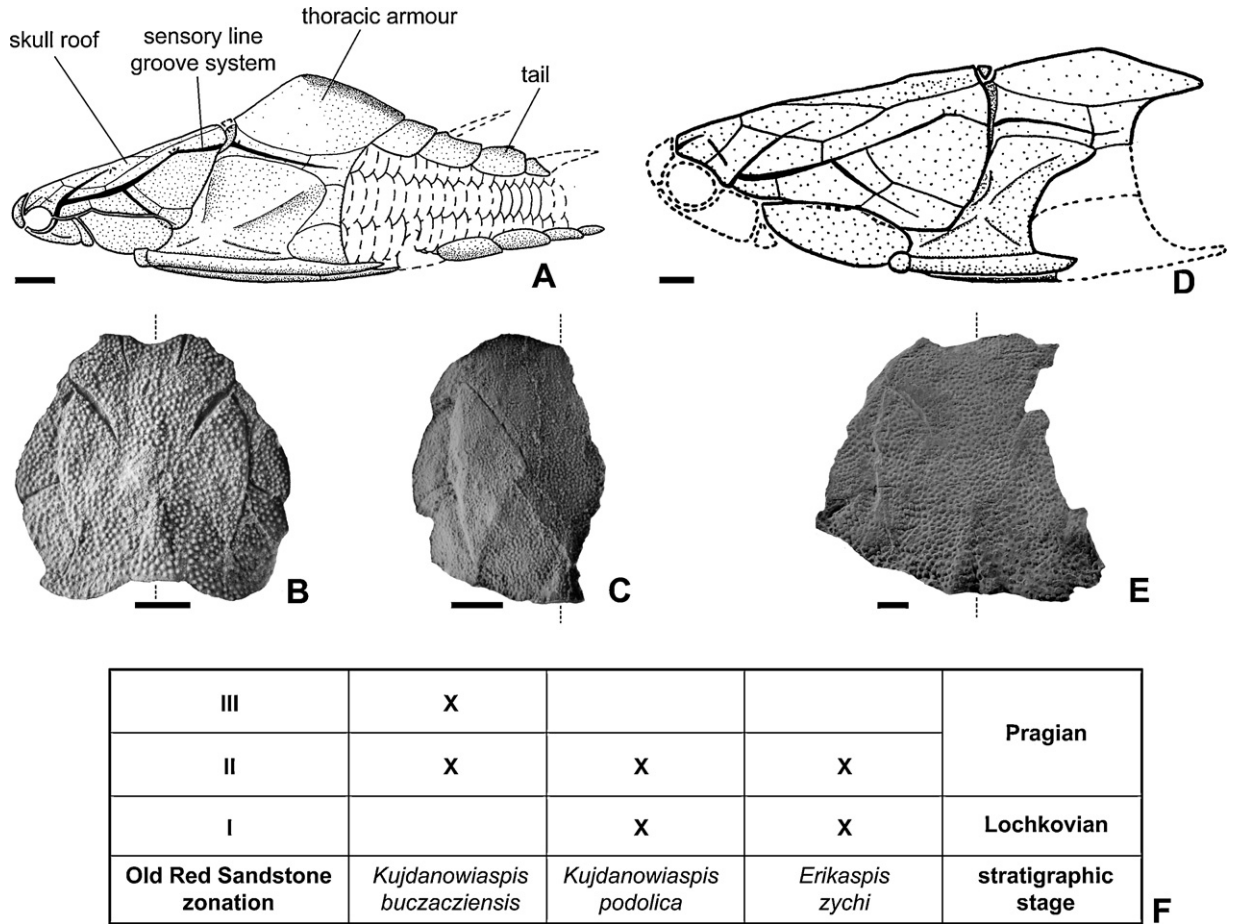 skull roof
sensory line
groove system
thoracic armour
tail
A
D
B
C
E
III X
Pragian
II X X X
I X X Lochkovian
Old Red Sandstone
zonation
Kujdanowiaspis
buczacziensis
Kujdanowiaspis
podolica
Erikaspis
zychi
stratigraphic
stage
F